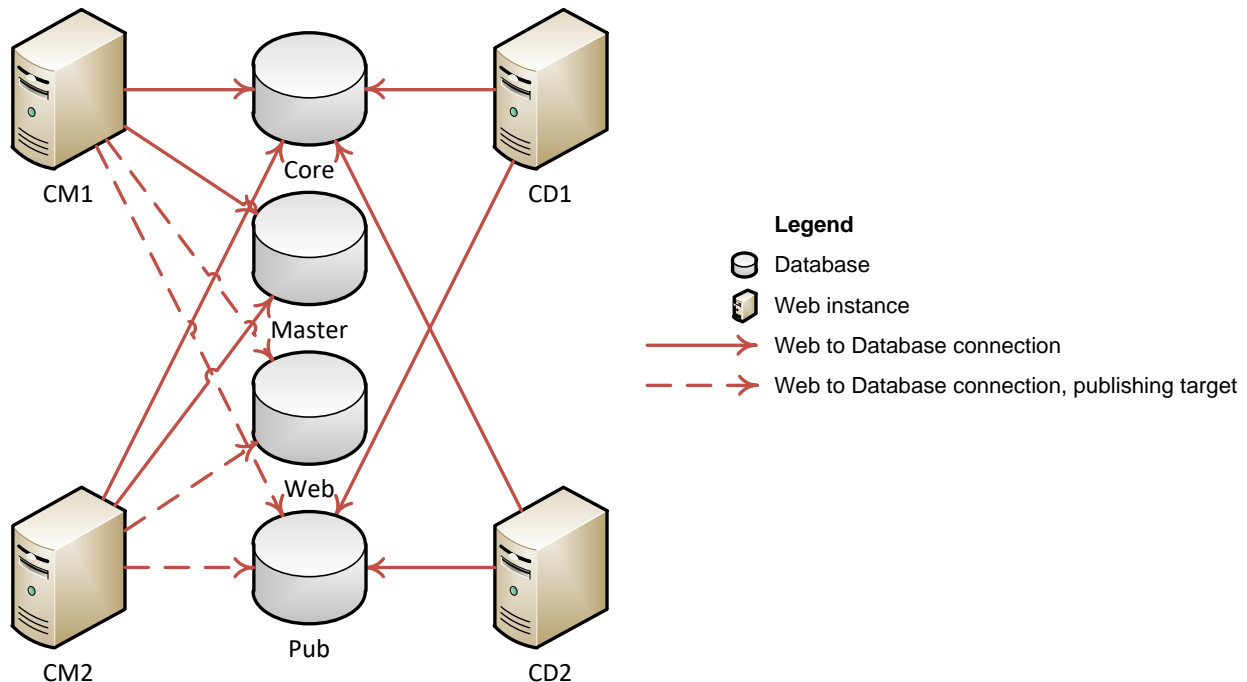 Core
CM1
CD1
Master
Web
Pub
CM2
CD2
Legend
Database
Web instance
Web to Database connection
Web to Database connection, publishing target